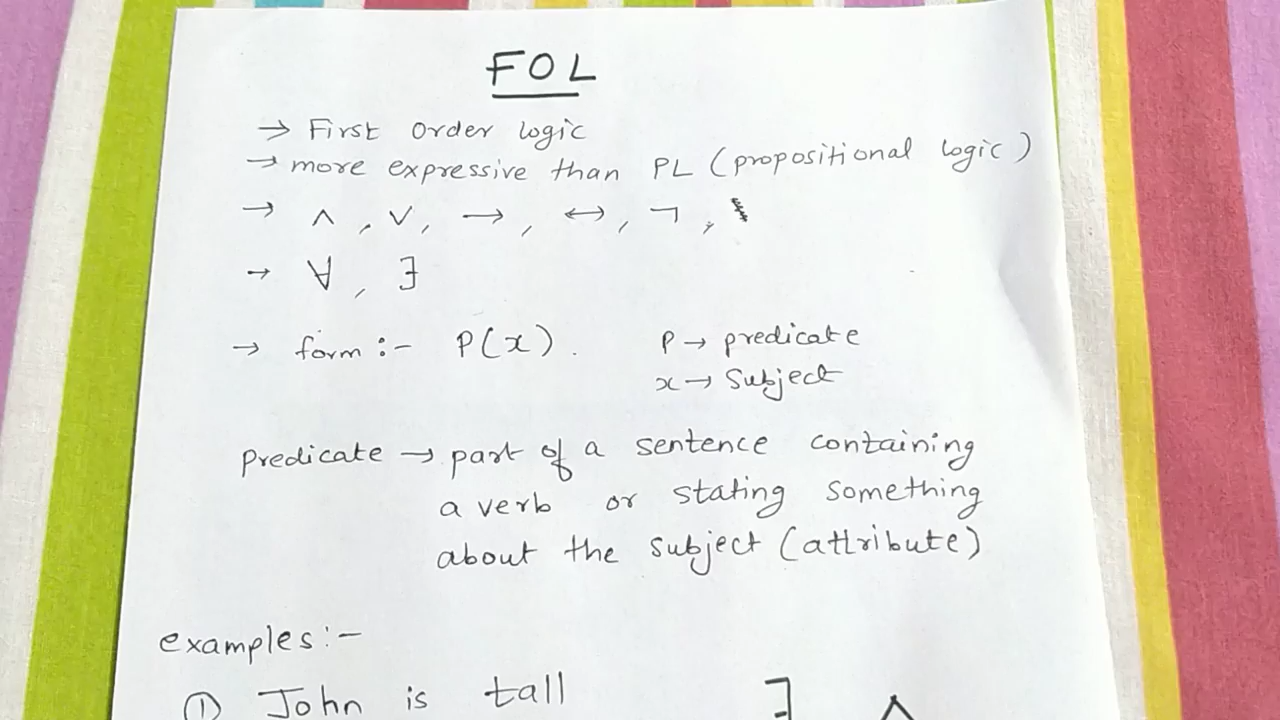 FOL
→ First order logic
→ more expressive than PL (propositional logic)
→ ∧, ∨, →, ↔, ¬,
→ ∀, ∃
→ form :- P(x).
P → predicate
x → Subject
predicate → part of a sentence containing
a verb or stating something
about the subject (attribute)
examples:-
① John is tall
∃ ∧